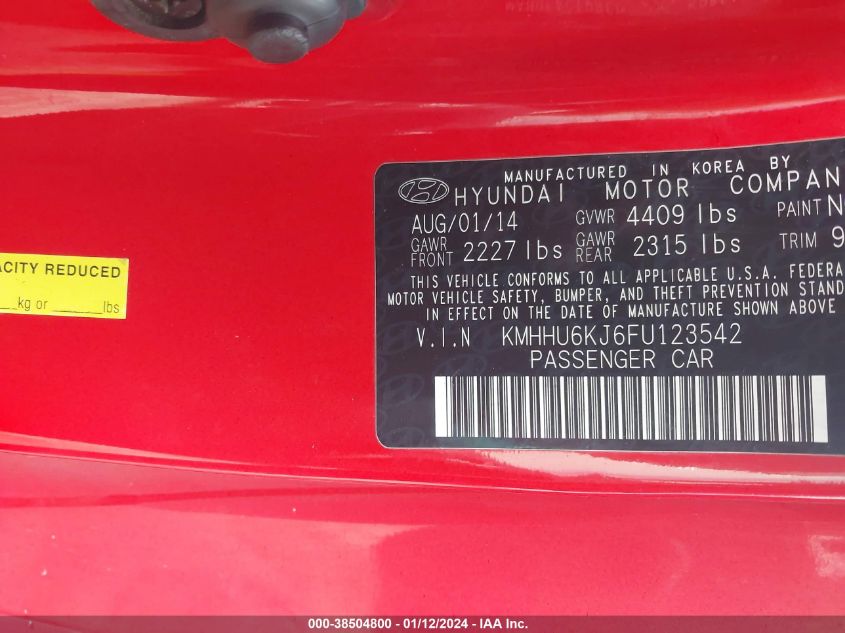 MANUFACTURED IN KOREA BY
HYUNDAI MOTOR COMPAN
AUG/01/14 GVWR 4409 lbs PAINT N
GAWR FRONT 2227 lbs GAWR REAR 2315 lbs TRIM 9
THIS VEHICLE CONFORMS TO ALL APPLICABLE U.S.A. FEDERA
MOTOR VEHICLE SAFETY, BUMPER, AND THEFT PREVENTION STAND
IN EFFECT ON THE DATE OF MANUFACTURE SHOWN ABOVE
V.I.N KMHHU6KJ6FU123542
PASSENGER CAR
ACITY REDUCED
__kg or ______lbs
000-38504800 - 01/12/2024 - IAA Inc.